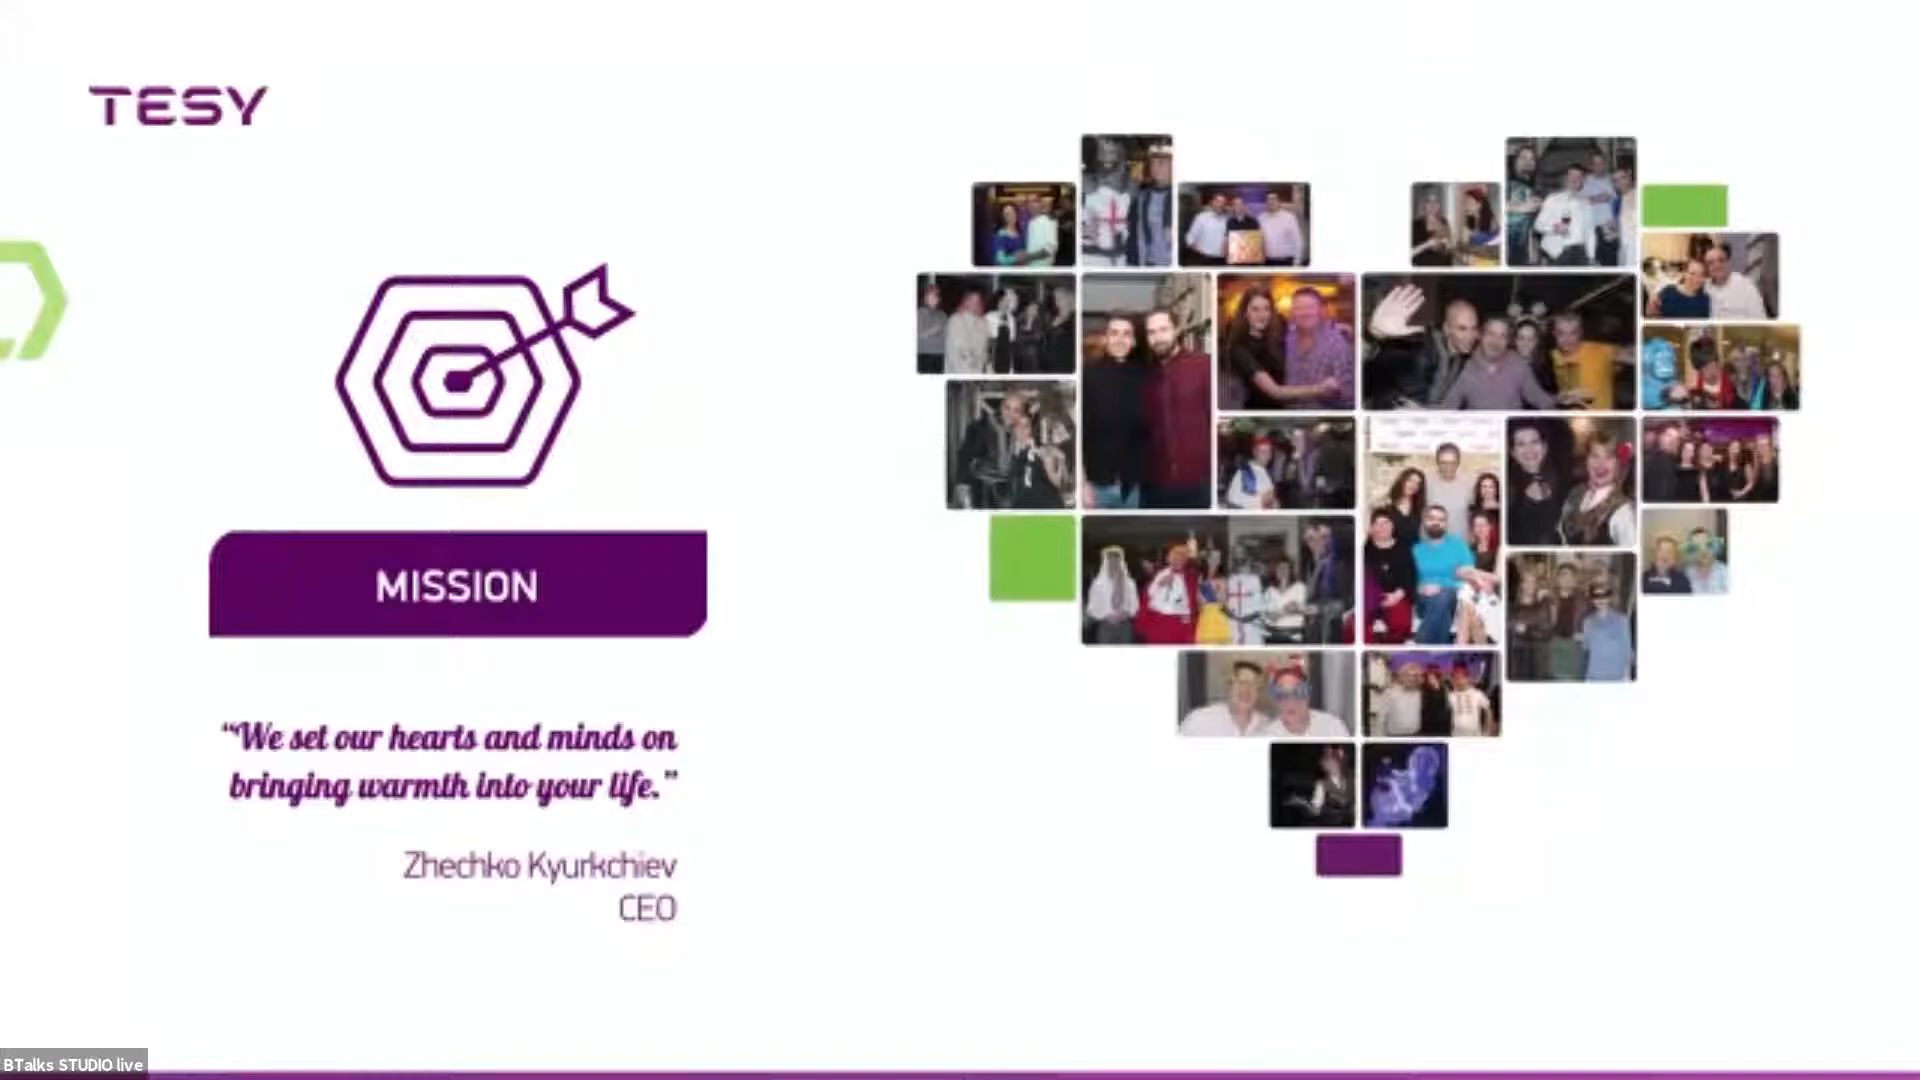 TESY
MISSION
“We set our hearts and minds on
bringing warmth into your life.”
Zhechko Kyurkchiev
CEO
BTalks STUDIO live